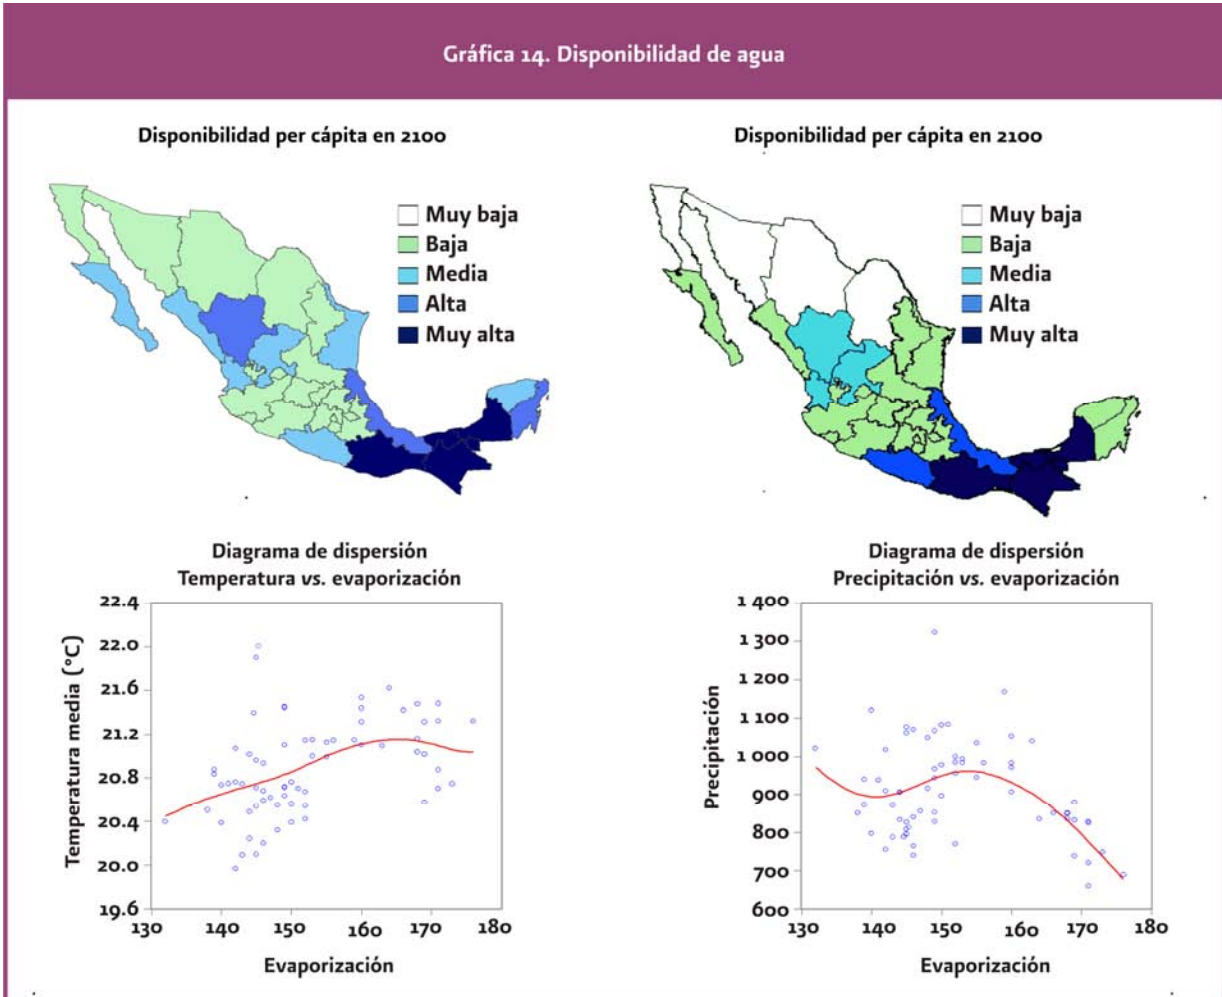 Gráfica 14. Disponibilidad de agua
Disponibilidad per cápita en 2100
Muy baja
Baja
Media
Alta
Muy alta
Disponibilidad per cápita en 2100
Muy baja
Baja
Media
Alta
Muy alta
Diagrama de dispersión
Temperatura vs. evaporización
Temperatura media (°C)
22.4
22.0
21.6
21.2
20.8
20.4
20.0
19.6
130 140 150 160 170 180
Evaporización
Diagrama de dispersión
Precipitación vs. evaporización
Precipitación
1 400
1 300
1 200
1 100
1 000
900
800
700
600
130 140 150 160 170 180
Evaporización